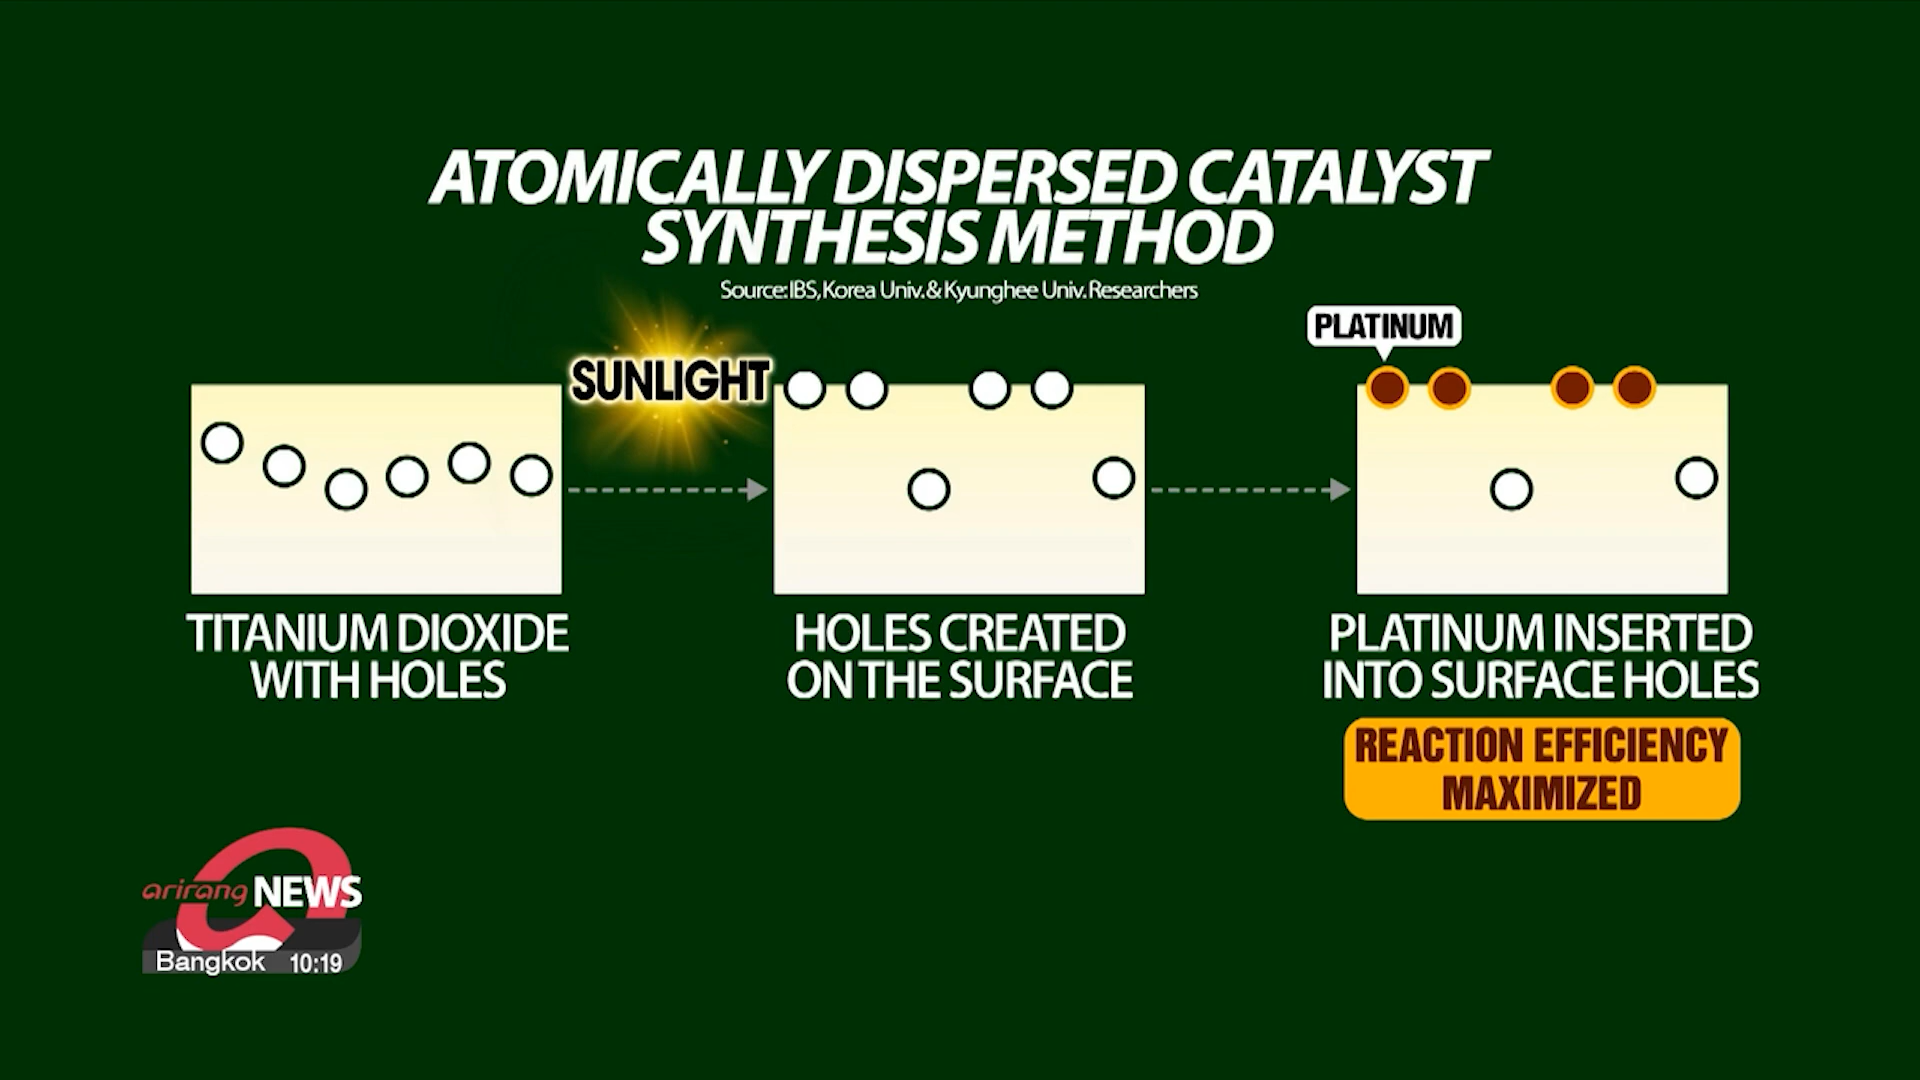 ATOMICALLY DISPERSED CATALYST
SYNTHESIS METHOD
Source:IBS, Korea Univ. & Kyunghee Univ. Researchers
PLATINUM
SUNLIGHT
TITANIUM DIOXIDE
WITH HOLES
HOLES CREATED
ON THE SURFACE
PLATINUM INSERTED
INTO SURFACE HOLES
REACTION EFFICIENCY
MAXIMIZED
arirang NEWS
Bangkok 10:19